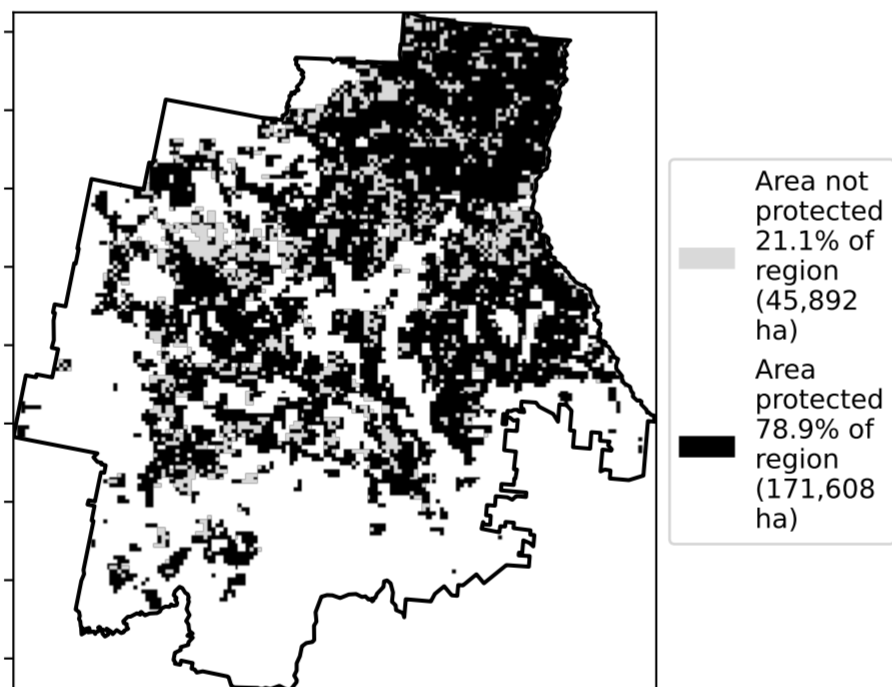 Area not
protected
21.1% of
region
(45,892
ha)
Area
protected
78.9% of
region
(171,608
ha)